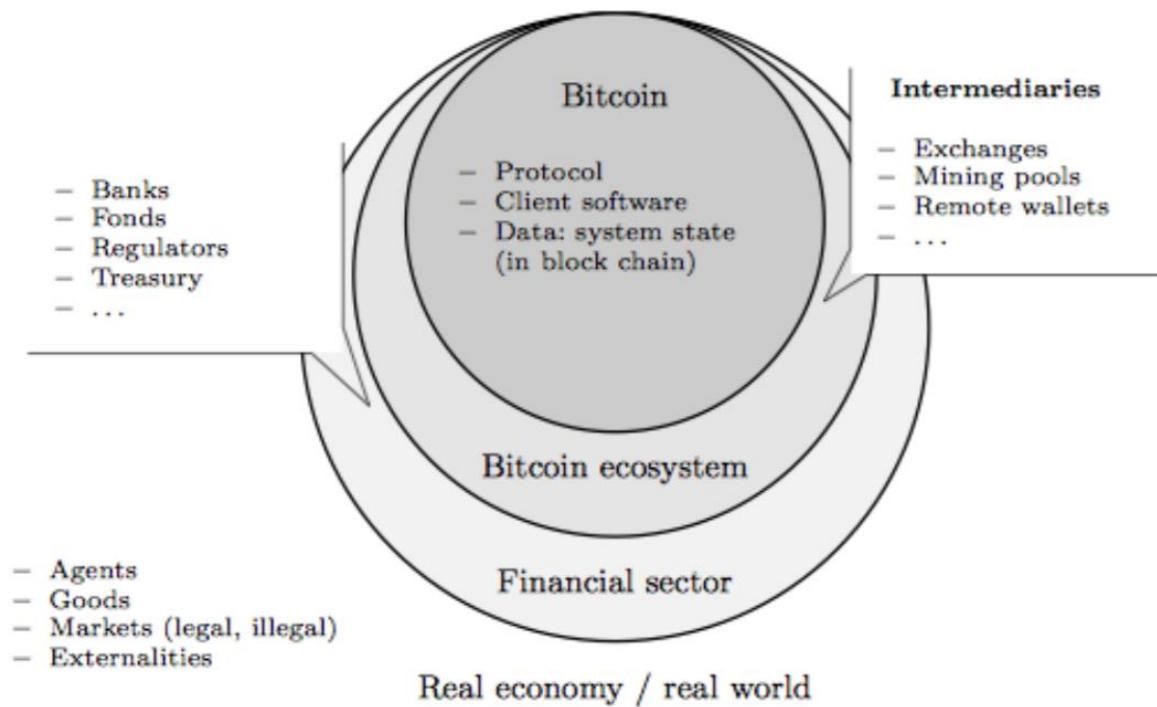 Bitcoin
– Protocol
– Client software
– Data: system state
(in block chain)
Intermediaries
– Exchanges
– Mining pools
– Remote wallets
– ...
– Banks
– Fonds
– Regulators
– Treasury
– ...
Bitcoin ecosystem
Financial sector
– Agents
– Goods
– Markets (legal, illegal)
– Externalities
Real economy / real world